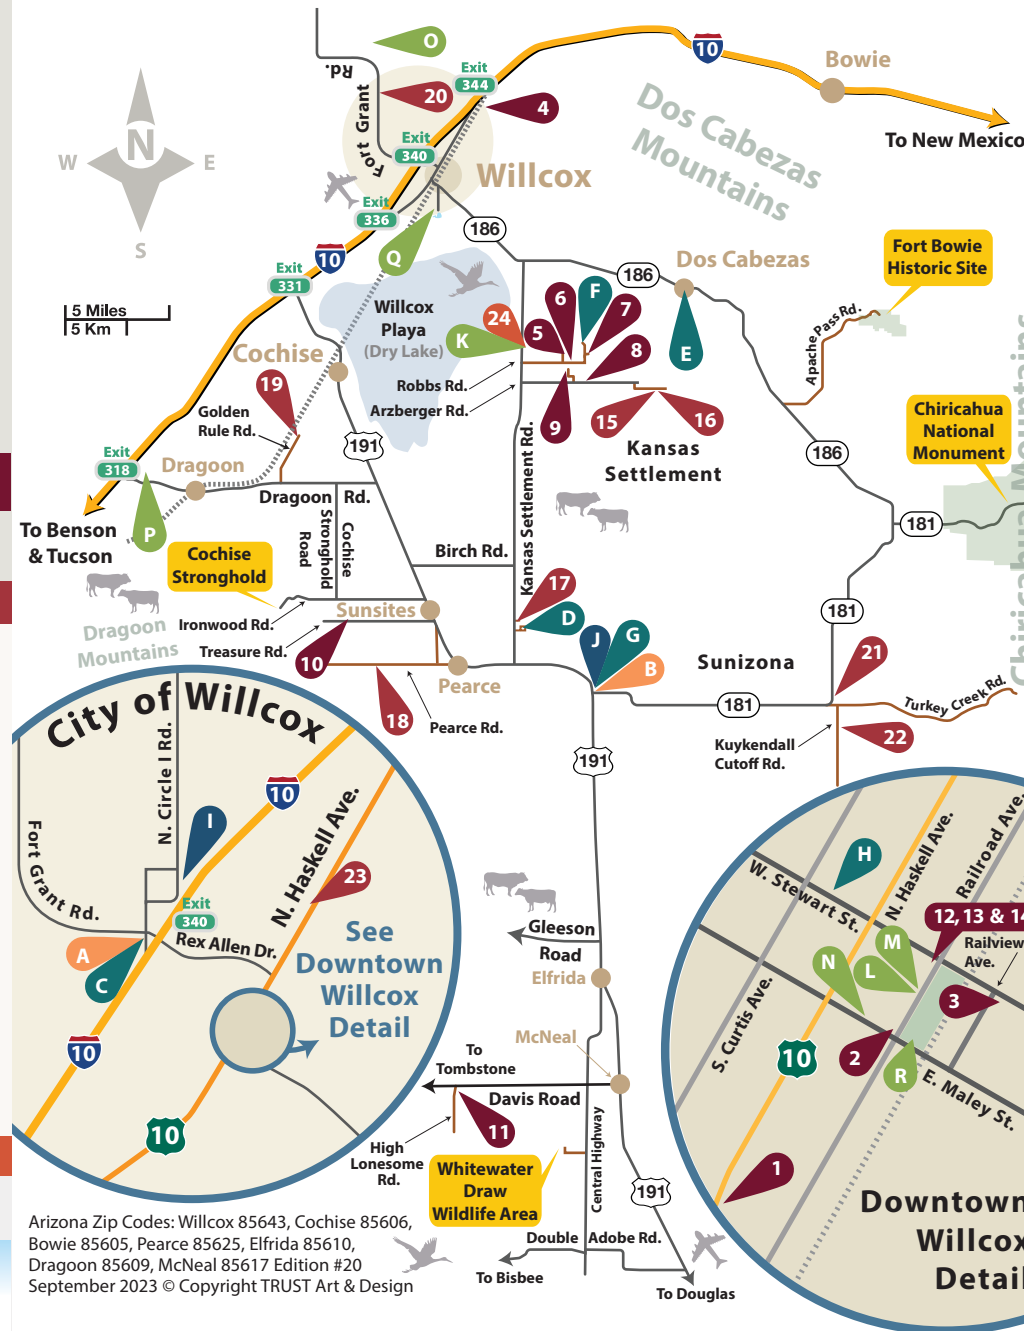 O
10
Bowie
Rd.
Exit
344
20
4
Dos Cabezas
Mountains
To New Mexico
Fort Grant
Exit
340
N
W
E
S
Willcox
Exit
336
186
10
Q
Exit
331
186
Dos Cabezas
Fort Bowie
Historic Site
5 Miles
5 Km
Willcox
Playa
(Dry Lake)
6
F
7
24
5
K
8
E
Apache Pass Rd.
Cochise
Robbs Rd.
Arzberger Rd.
19
Golden
Rule Rd.
9
15
16
Chiricahua
National
Monument
191
Kansas
Settlement
186
Exit
318
Dragoon
Dragoon
Rd.
Kansas Settlement Rd.
181
Chiricahua Mountains
To Benson
& Tucson
P
Stronghold
Road
Cochise
Birch Rd.
Cochise
Stronghold
17
D
181
Ironwood Rd.
Sunsites
Dragoon
Mountains
Treasure Rd.
10
J
G
B
Sunizona
21
Pearce
18
Pearce Rd.
181
Turkey Creek Rd.
22
Kuykendall
Cutoff Rd.
191
City of Willcox
N. Circle I Rd.
10
I
Fort Grant Rd.
N. Haskell Ave.
23
Exit
340
Rex Allen Dr.
A
C
See
Downtown
Willcox
Detail
10
10
Gleeson
Road
Elfrida
McNeal
To
Tombstone
Davis Road
11
High
Lonesome
Rd.
Whitewater
Draw
Wildlife Area
Central Highway
191
Double
Adobe Rd.
To Bisbee
To Douglas
H
W. Stewart St.
N. Haskell Ave.
Railroad Ave.
12, 13 & 14
Railview
Ave.
M
N
L
3
S. Curtis Ave.
10
2
R
E. Maley St.
1
Downtown
Willcox
Detail
Arizona Zip Codes: Willcox 85643, Cochise 85606,
Bowie 85605, Pearce 85625, Elfrida 85610,
Dragoon 85609, McNeal 85617 Edition #20
September 2023 © Copyright TRUST Art & Design